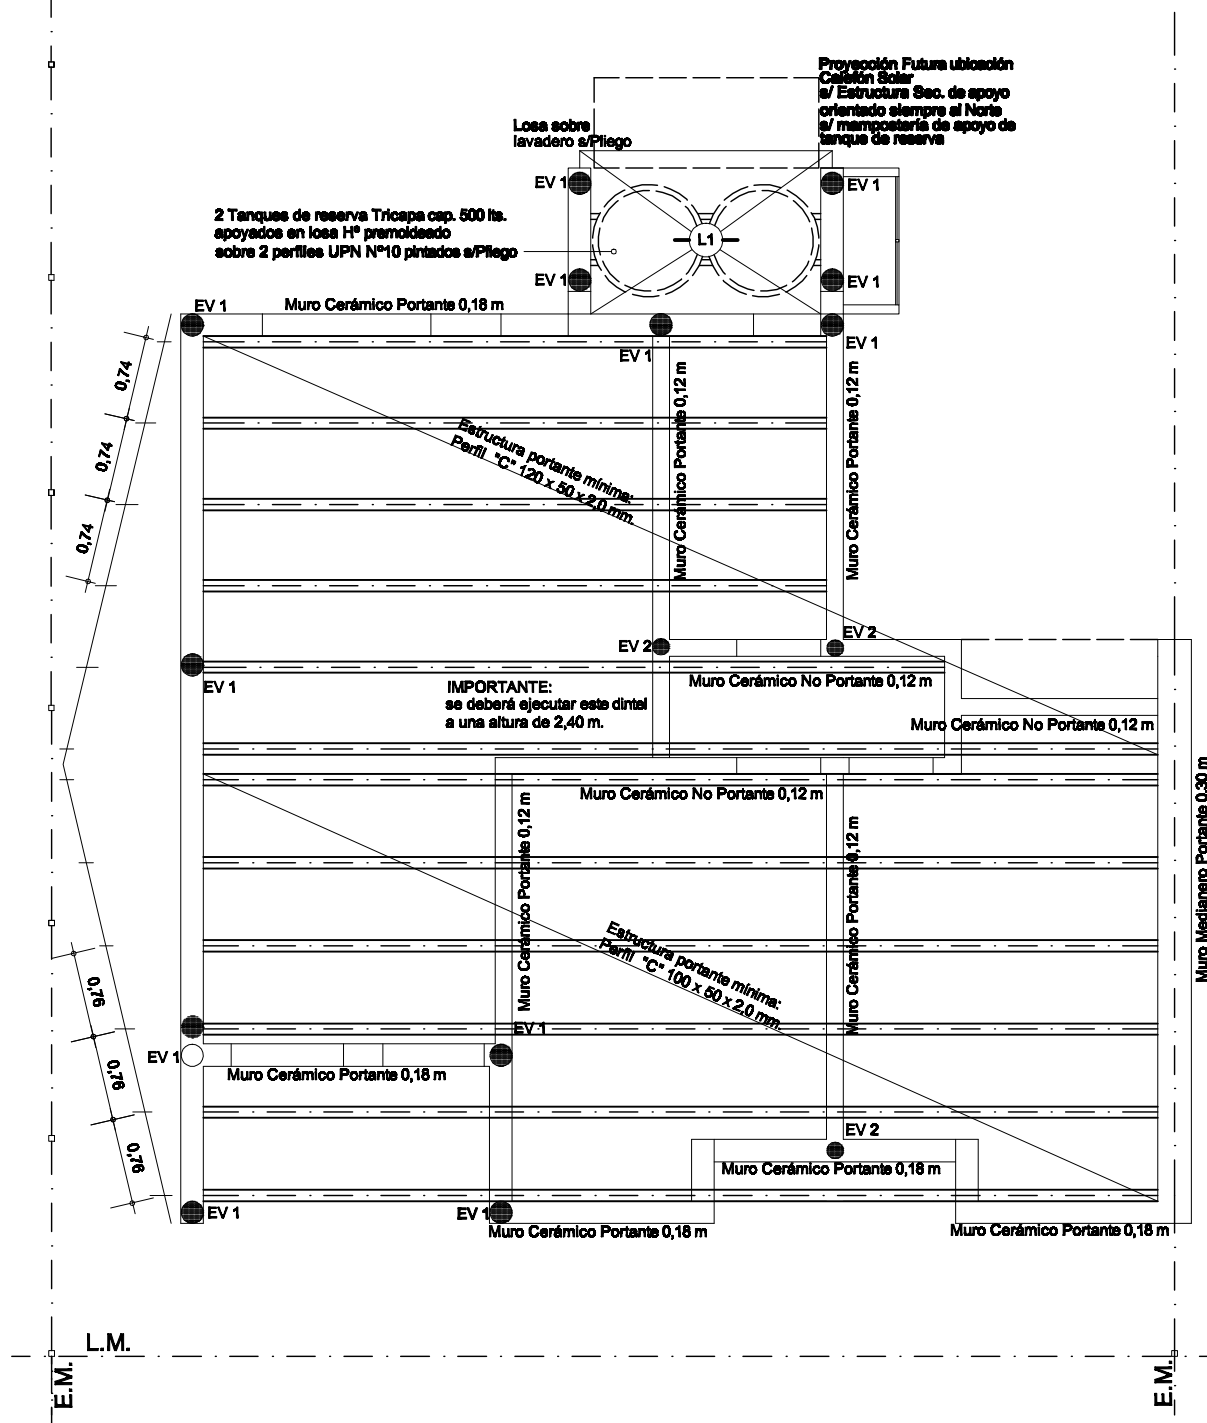 Proyección Futura ubicación
Calefón Solar
s/ Estructura Sec. de apoyo
orientado siempre al Norte
s/ mampostería de apoyo de
tanque de reserva
Losa sobre
lavadero s/Pliego
EV 1
EV 1
2 Tanques de reserva Tricapa cap. 500 lts.
apoyados en losa Hº premoldeado
sobre 2 perfiles UPN Nº10 pintados s/Pliego
L1
EV 1
EV 1
EV 1
Muro Cerámico Portante 0,18 m
EV 1
EV 1
0,74
0,74
0,74
Estructura portante mínima:
Perfil "C" 120 x 50 x 2,0 mm.
Muro Cerámico Portante 0,12 m
Muro Cerámico Portante 0,12 m
EV 2
EV 2
EV 1
IMPORTANTE:
se deberá ejecutar este dintel
a una altura de 2,40 m.
Muro Cerámico No Portante 0,12 m
Muro Cerámico No Portante 0,12 m
Muro Cerámico No Portante 0,12 m
Muro Cerámico Portante 0,12 m
Muro Cerámico Portante 0,12 m
Muro Medianero Portante 0.30 m
Estructura portante mínima:
Perfil "C" 100 x 50 x 2,0 mm.
0,76
0,76
0,76
EV 1
EV 1
Muro Cerámico Portante 0,18 m
EV 2
Muro Cerámico Portante 0,18 m
EV 1
EV 1
Muro Cerámico Portante 0,18 m
Muro Cerámico Portante 0,18 m
L.M.
E.M.
E.M.